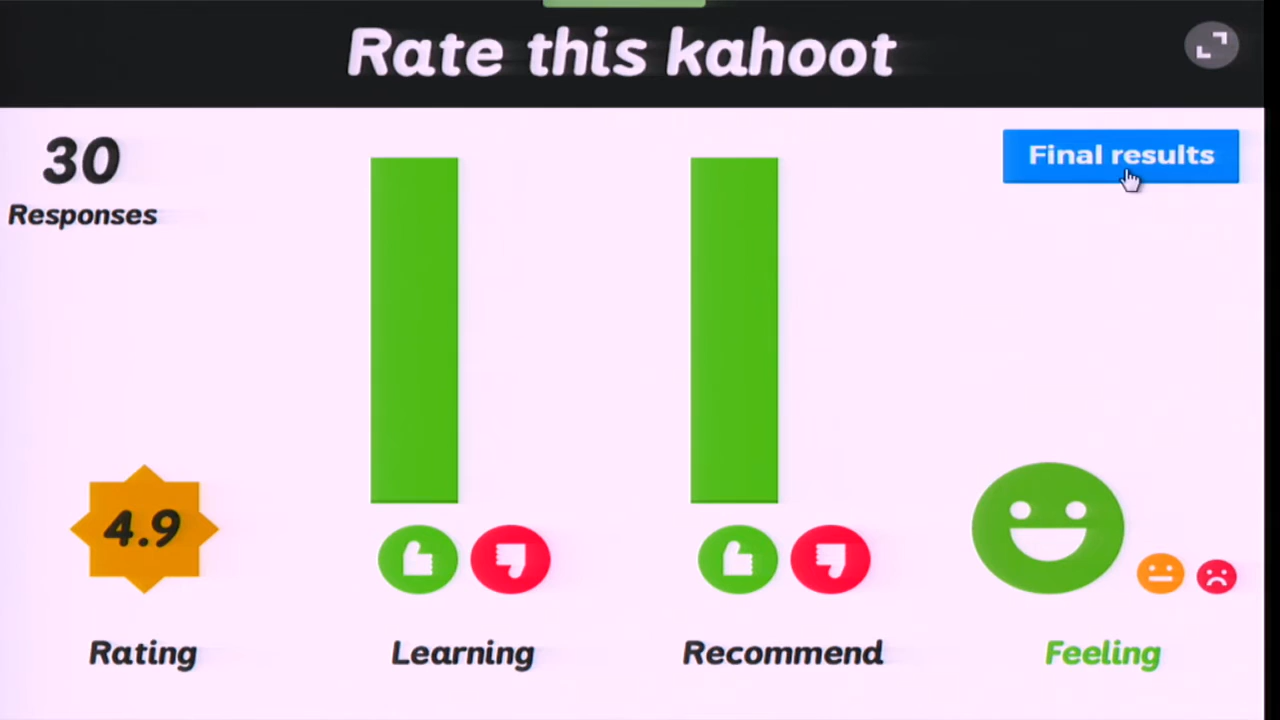 Rate this kahoot
30
Responses
Final results
4.9
Rating
Learning
Recommend
Feeling